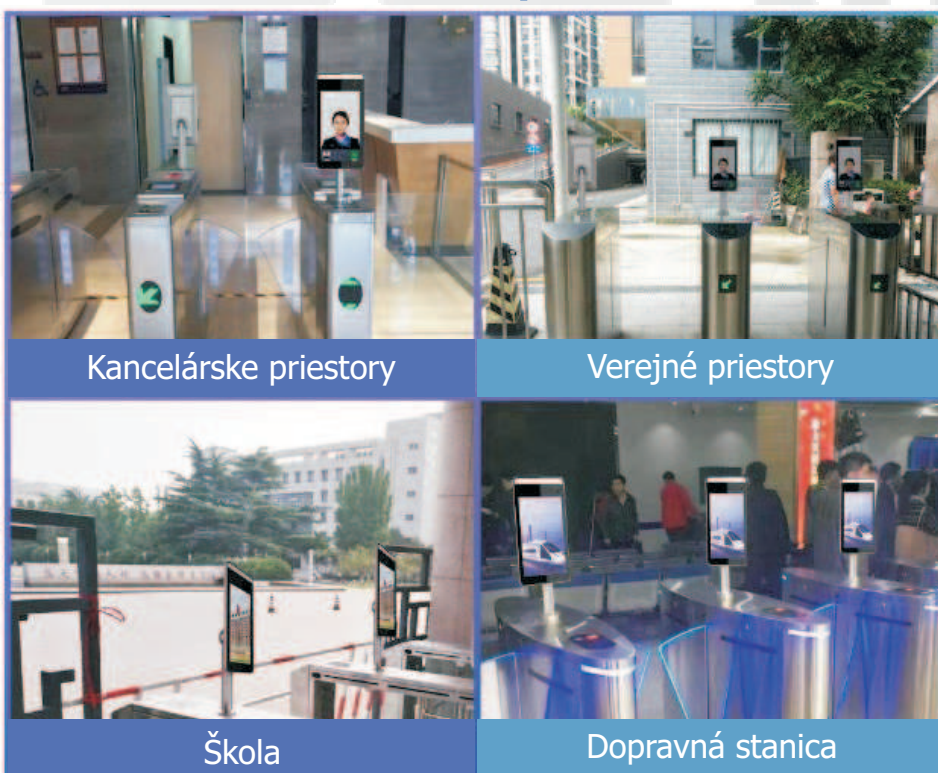 Kancelárske priestory
Verejné priestory
Škola
Dopravná stanica